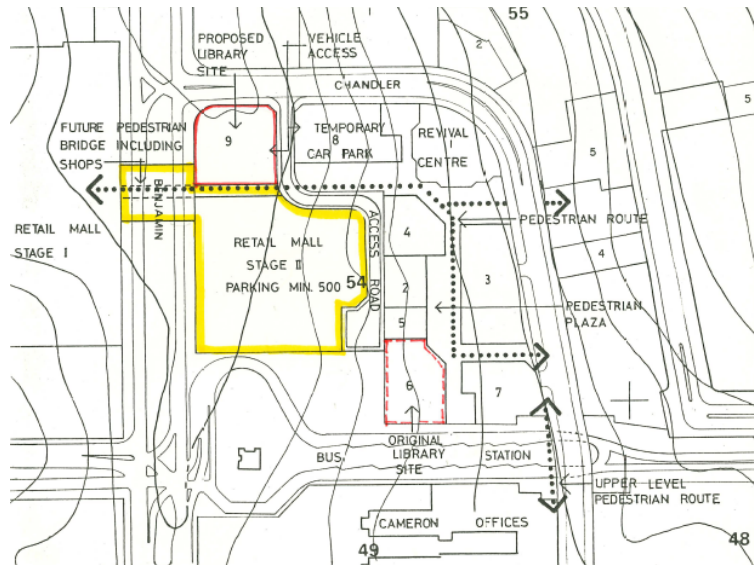 55
PROPOSED
LIBRARY
SITE
VEHICLE
ACCESS
2
CHANDLER
5
FUTURE PEDESTRIAN
BRIDGE INCLUDING
SHOPS
9
TEMPORARY
8
CAR PARK
REVIVAL
CENTRE
5
BENJAMIN
RETAIL MALL
STAGE I
RETAIL MALL
STAGE II
PARKING MIN. 500
54
ACCESS ROAD
4
PEDESTRIAN ROUTE
4
2
3
5
PEDESTRIAN
PLAZA
6
7
ORIGINAL
LIBRARY
SITE
BUS
STATION
UPPER LEVEL
PEDESTRIAN ROUTE
CAMERON OFFICES
49
48